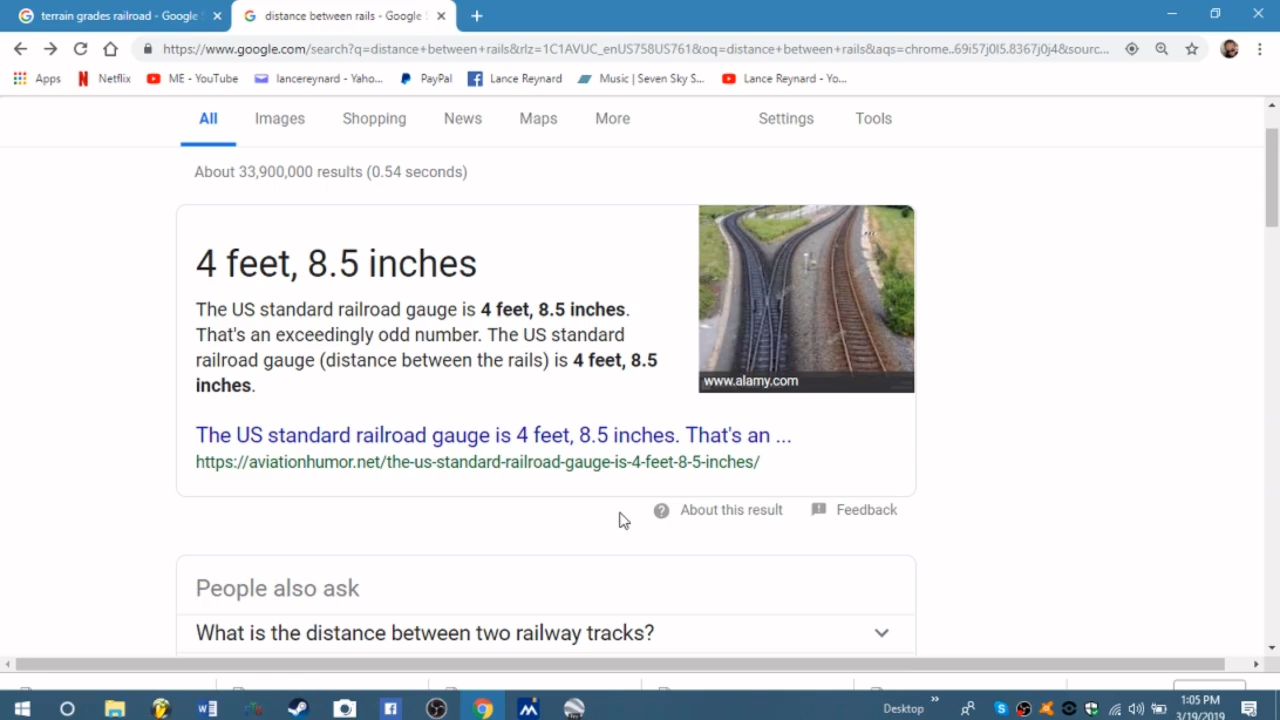 terrain grades railroad - Google S
distance between rails - Google S
https://www.google.com/search?q=distance+between+rails&rlz=1C1AVUC_enUS758US761&oq=distance+between+rails&aqs=chrome..69i57j0l5.8367j0j4&sourc...
Apps
Netflix
ME - YouTube
lancereynard - Yaho...
PayPal
Lance Reynard
Music | Seven Sky S...
Lance Reynard - Yo...
All
Images
Shopping
News
Maps
More
Settings
Tools
About 33,900,000 results (0.54 seconds)
4 feet, 8.5 inches
The US standard railroad gauge is 4 feet, 8.5 inches.
That's an exceedingly odd number. The US standard
railroad gauge (distance between the rails) is 4 feet, 8.5
inches.
www.alamy.com
The US standard railroad gauge is 4 feet, 8.5 inches. That's an ...
https://aviationhumor.net/the-us-standard-railroad-gauge-is-4-feet-8-5-inches/
About this result
Feedback
People also ask
What is the distance between two railway tracks?
Desktop
1:05 PM
3/19/2019